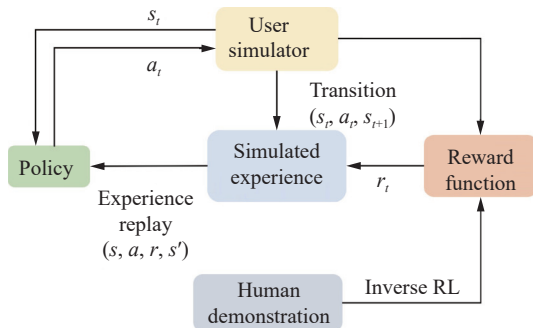 s_t
User
simulator
a_t
Transition
(s_t, a_t, s_{t+1})
Policy
Simulated
experience
r_t
Reward
function
Experience
replay
(s, a, r, s′)
Human
demonstration
Inverse RL